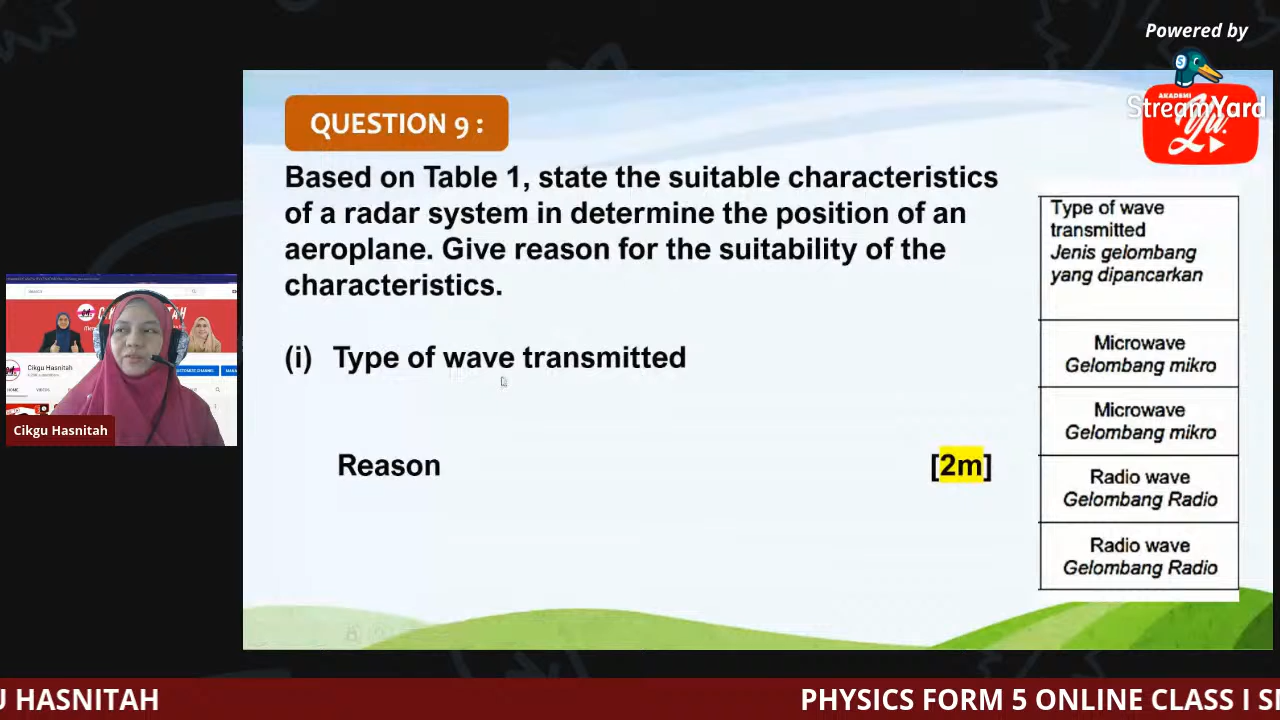 Powered by
StreamYard
AKADEMI
QUESTION 9 :
Based on Table 1, state the suitable characteristics
of a radar system in determine the position of an
aeroplane. Give reason for the suitability of the
characteristics.
(i) Type of wave transmitted
Reason [2m]
Type of wave
transmitted
Jenis gelombang
yang dipancarkan
Microwave
Gelombang mikro
Microwave
Gelombang mikro
Radio wave
Gelombang Radio
Radio wave
Gelombang Radio
Cikgu Hasnitah
Cikgu Hasnitah
U HASNITAH
PHYSICS FORM 5 ONLINE CLASS I S